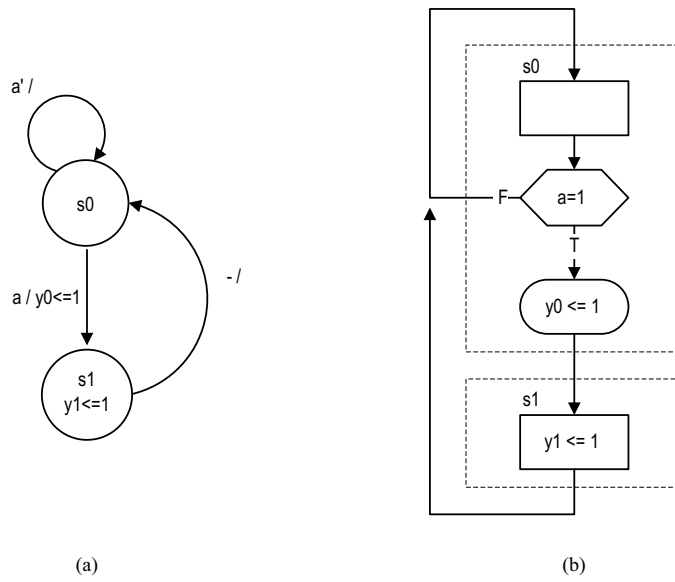 a' /
s0
a / y0<=1
- /
s1
y1<=1
(a)
s0
a=1
F
T
y0 <= 1
s1
y1 <= 1
(b)